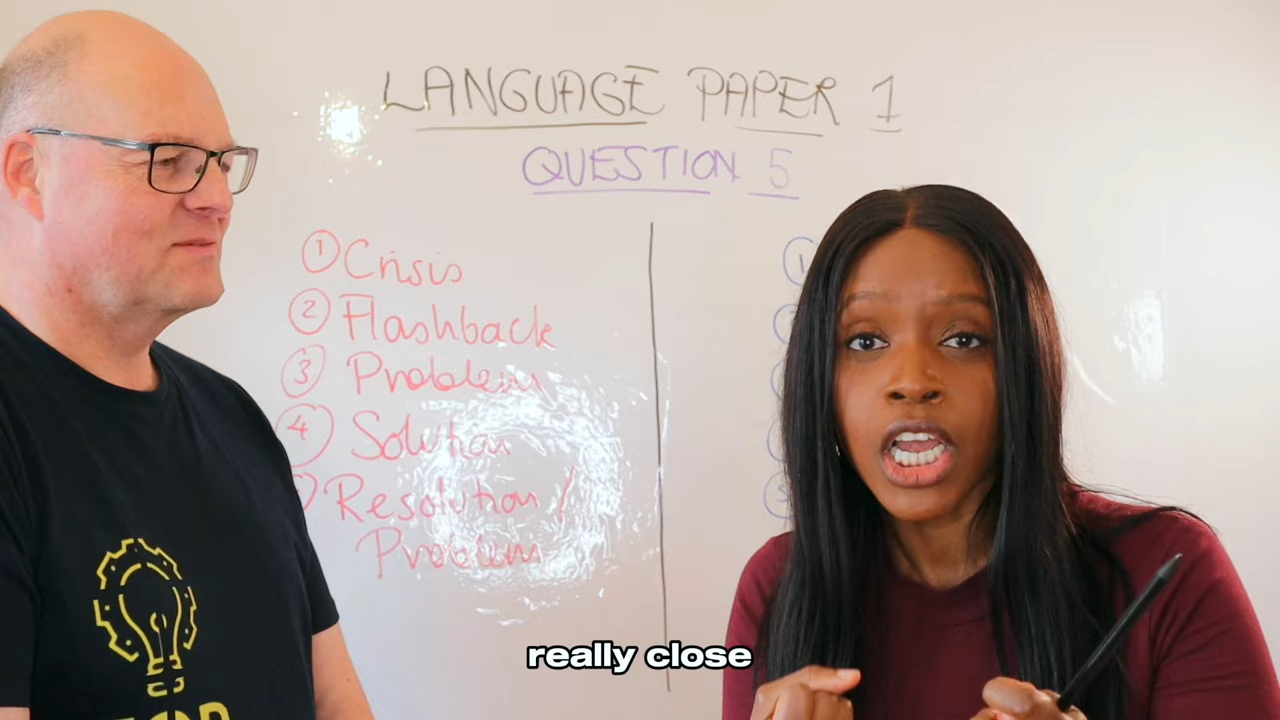 LANGUAGE PAPER 1
QUESTION 5
① Crisis
② Flashback
③ Problem
④ Solution
Resolution /
Problem
really close